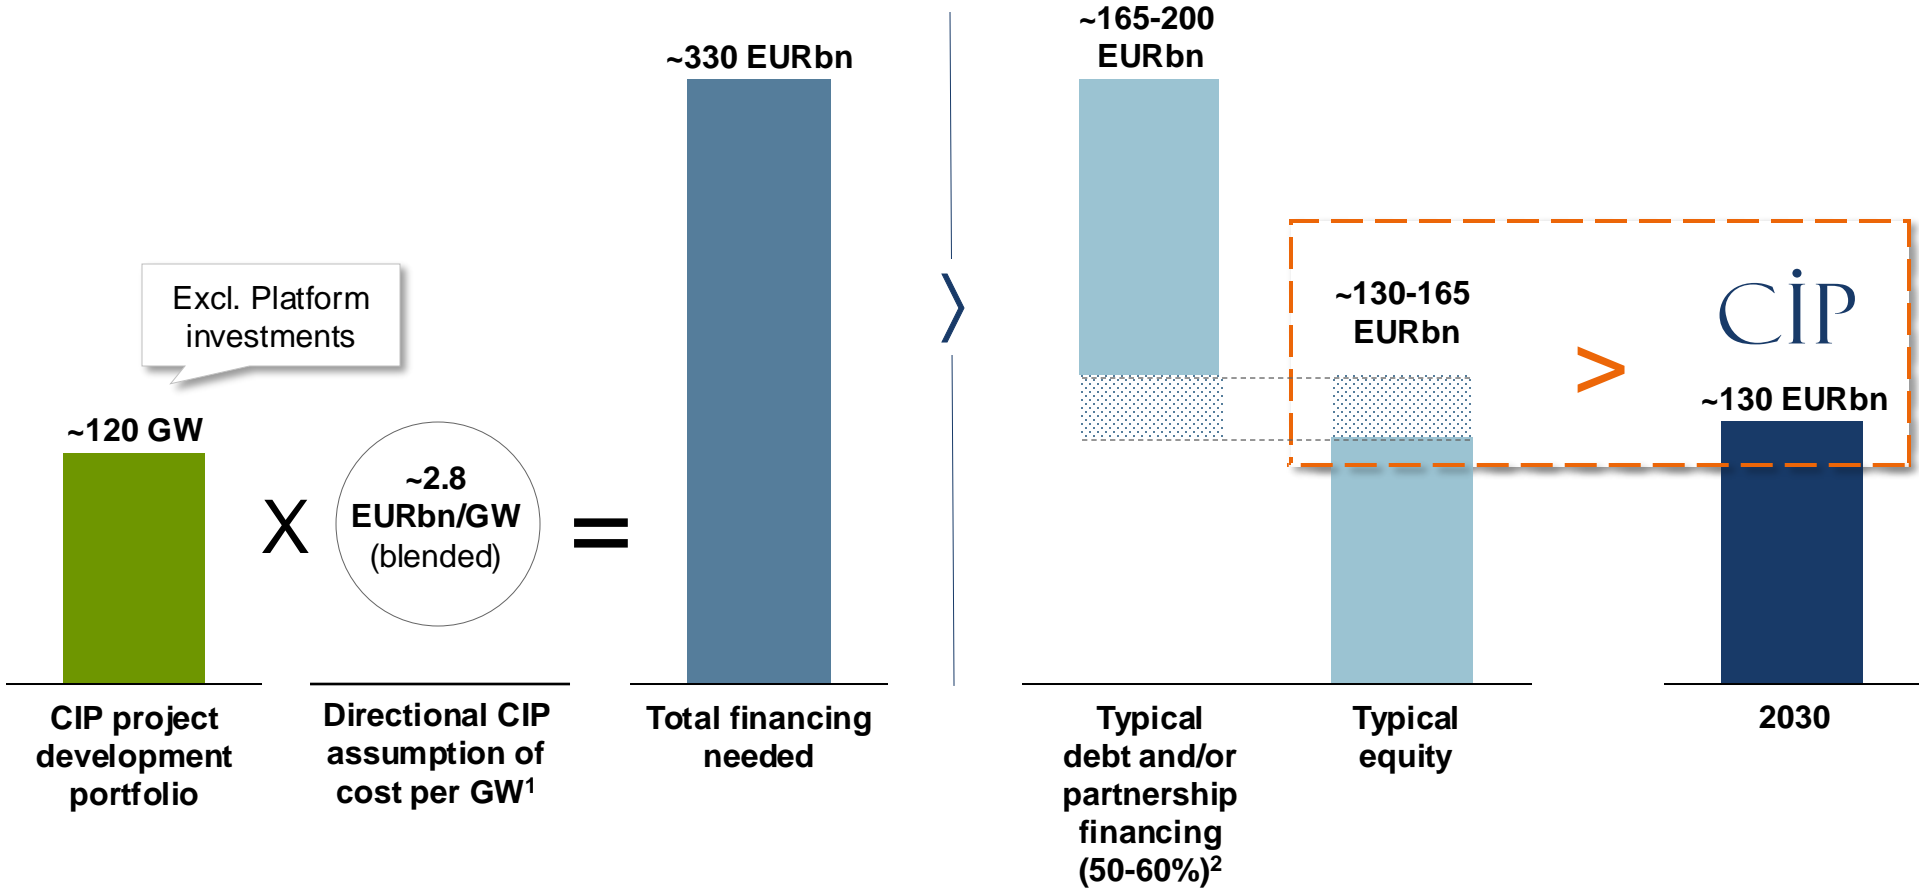 ~330 EURbn
~165-200
EURbn
Excl. Platform
investments
~130-165
EURbn
CiP
~120 GW
~130 EURbn
X
~2.8
EURbn/GW
(blended)
=
>
CIP project
development
portfolio
Directional CIP
assumption of
cost per GW¹
Total financing
needed
Typical
debt and/or
partnership
financing
(50-60%)²
Typical
equity
2030